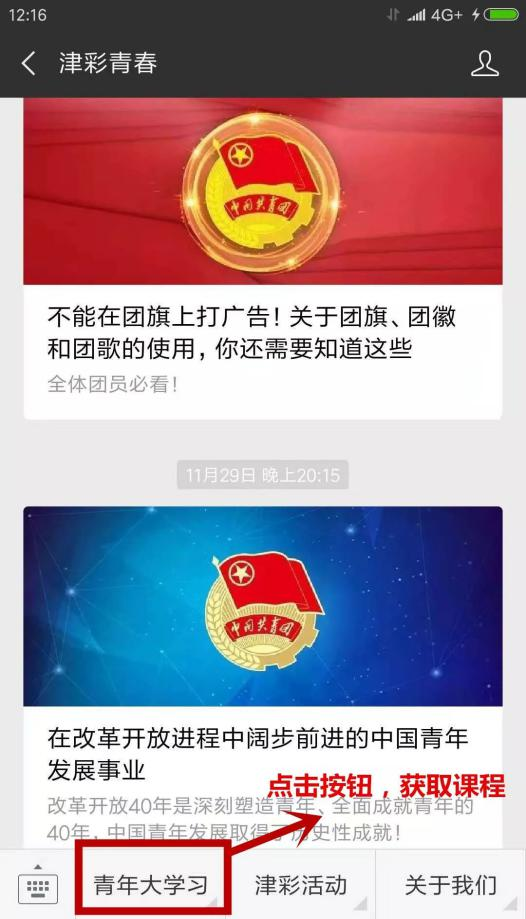 12:16
4G+
津彩青春
中国共青团
不能在团旗上打广告！关于团旗、团徽
和团歌的使用，你还需要知道这些
全体团员必看！
11月29日 晚上20:15
中国共青团
在改革开放进程中阔步前进的中国青年
发展事业
点击按钮，获取课程
改革开放40年是深刻塑造青年、全面成就青年的
40年，中国青年发展取得了历史性成就！
青年大学习
津彩活动
关于我们